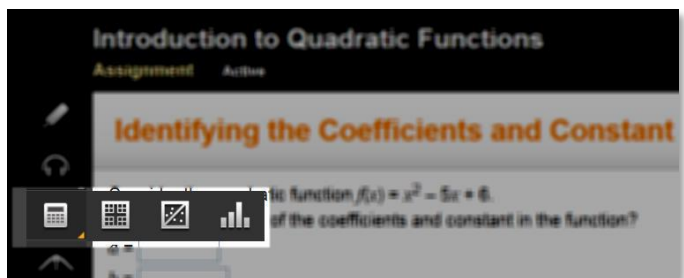 Introduction to Quadratic Functions
Assignment Active
Identifying the Coefficients and Constant
quadratic function f(x) = x² – 5x + 6.
of the coefficients and constant in the function?
a =
b =